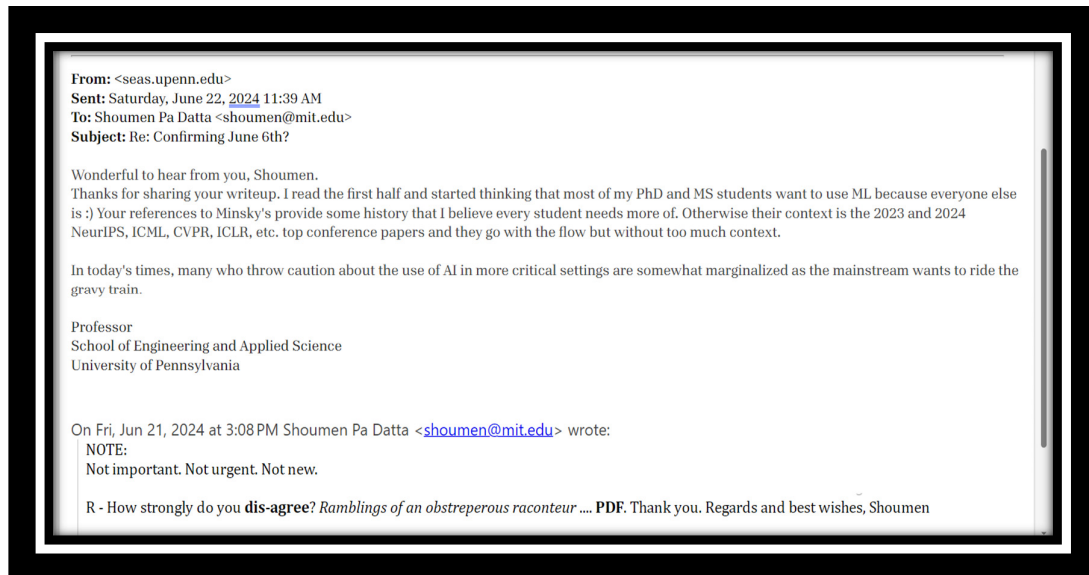 From: <seas.upenn.edu>
Sent: Saturday, June 22, 2024 11:39 AM
To: Shoumen Pa Datta <shoumen@mit.edu>
Subject: Re: Confirming June 6th?
Wonderful to hear from you, Shoumen.
Thanks for sharing your writeup. I read the first half and started thinking that most of my PhD and MS students want to use ML because everyone else
is :) Your references to Minsky's provide some history that I believe every student needs more of. Otherwise their context is the 2023 and 2024
NeurIPS, ICML, CVPR, ICLR, etc. top conference papers and they go with the flow but without too much context.
In today's times, many who throw caution about the use of AI in more critical settings are somewhat marginalized as the mainstream wants to ride the
gravy train.
Professor
School of Engineering and Applied Science
University of Pennsylvania
On Fri, Jun 21, 2024 at 3:08 PM Shoumen Pa Datta <shoumen@mit.edu> wrote:
NOTE:
Not important. Not urgent. Not new.
R - How strongly do you dis-agree? Ramblings of an obstreperous raconteur .... PDF. Thank you. Regards and best wishes, Shoumen